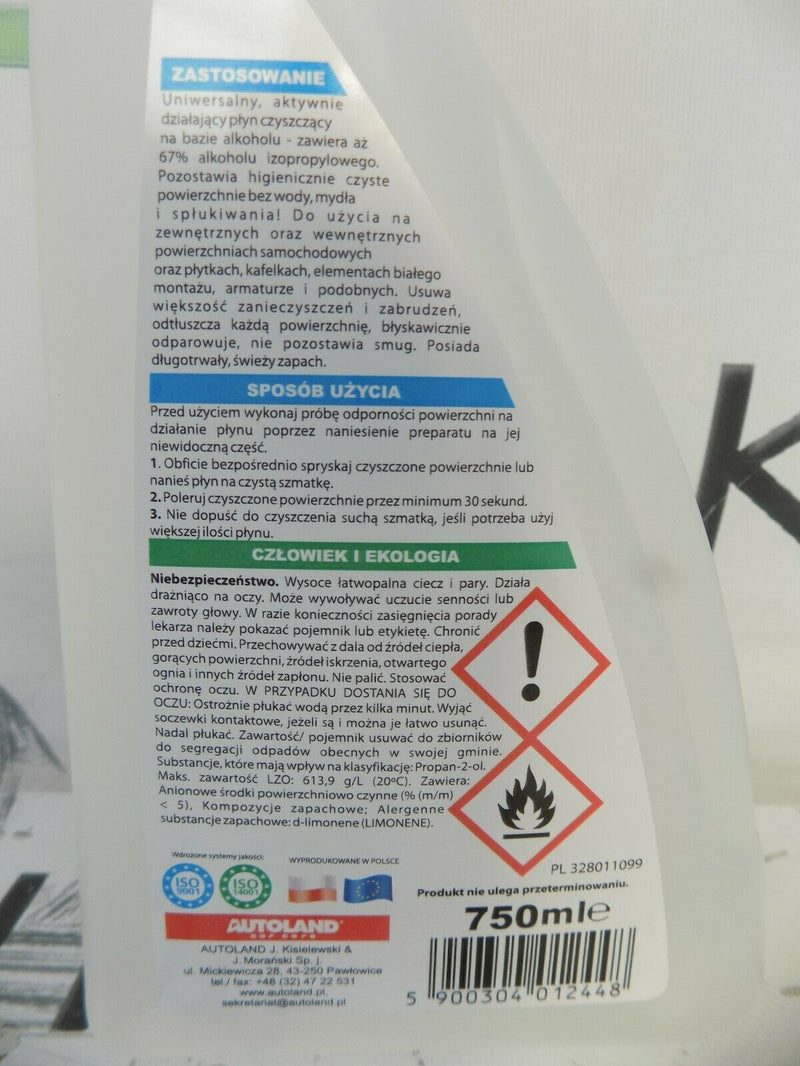 ZASTOSOWANIE
Uniwersalny, aktywnie
działający płyn czyszczący
na bazie alkoholu - zawiera aż
67% alkoholu izopropylowego.
Pozostawia higienicznie czyste
powierzchnie bez wody, mydła
i spłukiwania! Do użycia na
zewnętrznych oraz wewnętrznych
powierzchniach samochodowych
oraz płytkach, kafelkach, elementach białego
montażu, armaturze i podobnych. Usuwa
większość zanieczyszczeń i zabrudzeń,
odtłuszcza każdą powierzchnię, błyskawicznie
odparowuje, nie pozostawia smug. Posiada
długotrwały, świeży zapach.
SPOSÓB UŻYCIA
Przed użyciem wykonaj próbę odporności powierzchni na
działanie płynu poprzez naniesienie preparatu na jej
niewidoczną część.
1. Obficie bezpośrednio spryskaj czyszczone powierzchnie lub
nanieś płyn na czystą szmatkę.
2. Poleruj czyszczone powierzchnie przez minimum 30 sekund.
3. Nie dopuść do czyszczenia suchą szmatką, jeśli potrzeba użyj
większej ilości płynu.
CZŁOWIEK I EKOLOGIA
Niebezpieczeństwo. Wysoce łatwopalna ciecz i pary. Działa
drażniąco na oczy. Może wywoływać uczucie senności lub
zawroty głowy. W razie konieczności zasięgnięcia porady
lekarza należy pokazać pojemnik lub etykietę. Chronić
przed dziećmi. Przechowywać z dala od źródeł ciepła,
gorących powierzchni, źródeł iskrzenia, otwartego
ognia i innych źródeł zapłonu. Nie palić. Stosować
ochronę oczu. W PRZYPADKU DOSTANIA SIĘ DO
OCZU: Ostrożnie płukać wodą przez kilka minut. Wyjąć
soczewki kontaktowe, jeżeli są i można je łatwo usunąć.
Nadal płukać. Zawartość/ pojemnik usuwać do zbiorników
do segregacji odpadów obecnych w swojej gminie.
Substancje, które mają wpływ na klasyfikację: Propan-2-ol.
Maks. zawartość LZO: 613,9 g/L (20ºC). Zawiera:
Anionowe środki powierzchniowo czynne (% (m/m)
< 5), Kompozycje zapachowe; Alergenne
substancje zapachowe: d-limonene (LIMONENE).
PL 328011099
Wdrożone systemy jakości:
WYPRODUKOWANE W POLSCE
ISO 9001
ISO 14001
Produkt nie ulega przeterminowaniu.
750ml℮
AUTOLAND
car care
AUTOLAND J. Kisielewski &
J. Morański Sp. j.
ul. Mickiewicza 28, 43-250 Pawłowice
tel./ fax: +48 (32) 47 22 531
www.autoland.pl,
sekretariat@autoland.pl
5 900304 012448
K